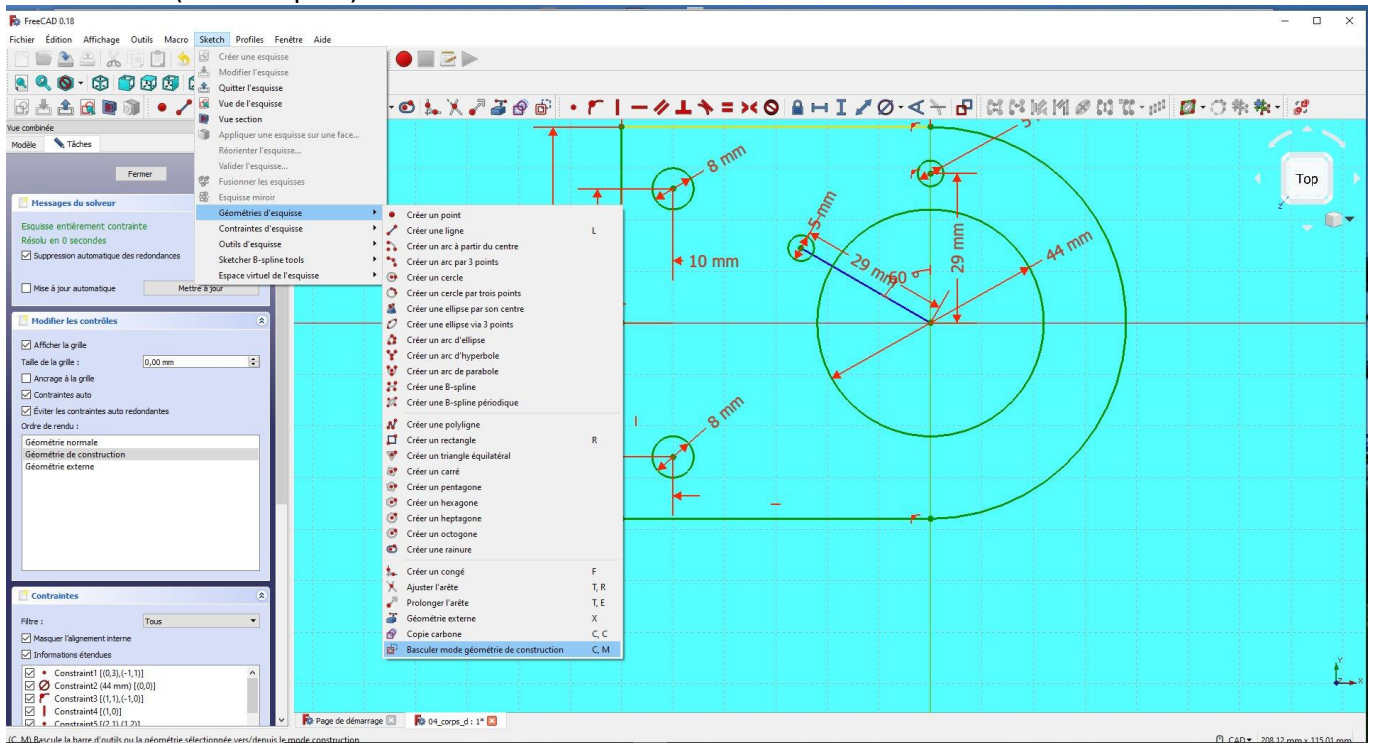 FreeCAD 0.18
Fichier Édition Affichage Outils Macro Sketch Profiles Fenêtre Aide
Créer une esquisse
Modifier l'esquisse
Quitter l'esquisse
Vue de l'esquisse
Vue section
Appliquer une esquisse sur une face...
Réorienter l'esquisse...
Valider l'esquisse...
Fusionner les esquisses
Esquisse miroir
Géométries d'esquisse
Contraintes d'esquisse
Outils d'esquisse
Sketcher B-spline tools
Espace virtuel de l'esquisse
Créer un point
Créer une ligne L
Créer un arc à partir du centre
Créer un arc par 3 points
Créer un cercle
Créer un cercle par trois points
Créer une ellipse par son centre
Créer une ellipse via 3 points
Créer un arc d'ellipse
Créer un arc d'hyperbole
Créer un arc de parabole
Créer une B-spline
Créer une B-spline périodique
Créer une polyligne
Créer un rectangle R
Créer un triangle équilatéral
Créer un carré
Créer un pentagone
Créer un hexagone
Créer un heptagone
Créer un octogone
Créer une rainure
Créer un congé F
Ajuster l'arête T, R
Prolonger l'arête T, E
Géométrie externe X
Copie carbone C, C
Basculer mode géométrie de construction C, M
Vue combinée
Modèle Tâches
Fermer
Messages du solveur
Esquisse entièrement contrainte
Résolu en 0 secondes
Suppression automatique des redondances
Mise à jour automatique Mettre à jour
Modifier les contrôles
Afficher la grille
Taille de la grille : 0,00 mm
Ancrage à la grille
Contraintes auto
Éviter les contraintes auto redondantes
Ordre de rendu :
Géométrie normale
Géométrie de construction
Géométrie externe
Contraintes
Filtre : Tous
Masquer l'alignement interne
Informations étendues
Constraint1 [(0,3),(-1,1)]
Constraint2 (44 mm) [(0,0)]
Constraint3 [(1,1),(-1,0)]
Constraint4 [(1,0)]
Constraint5 [(2,1),(1,2)]
8 mm
10 mm
5 mm
29 mm
60
29 mm
44 mm
8 mm
Top
z
Y
Z
X
Page de démarrage
04_corps_d : 1*
(C, M) Bascule la barre d'outils ou la géométrie sélectionnée vers/depuis le mode construction
CAD 208,12 mm x 115,01 mm